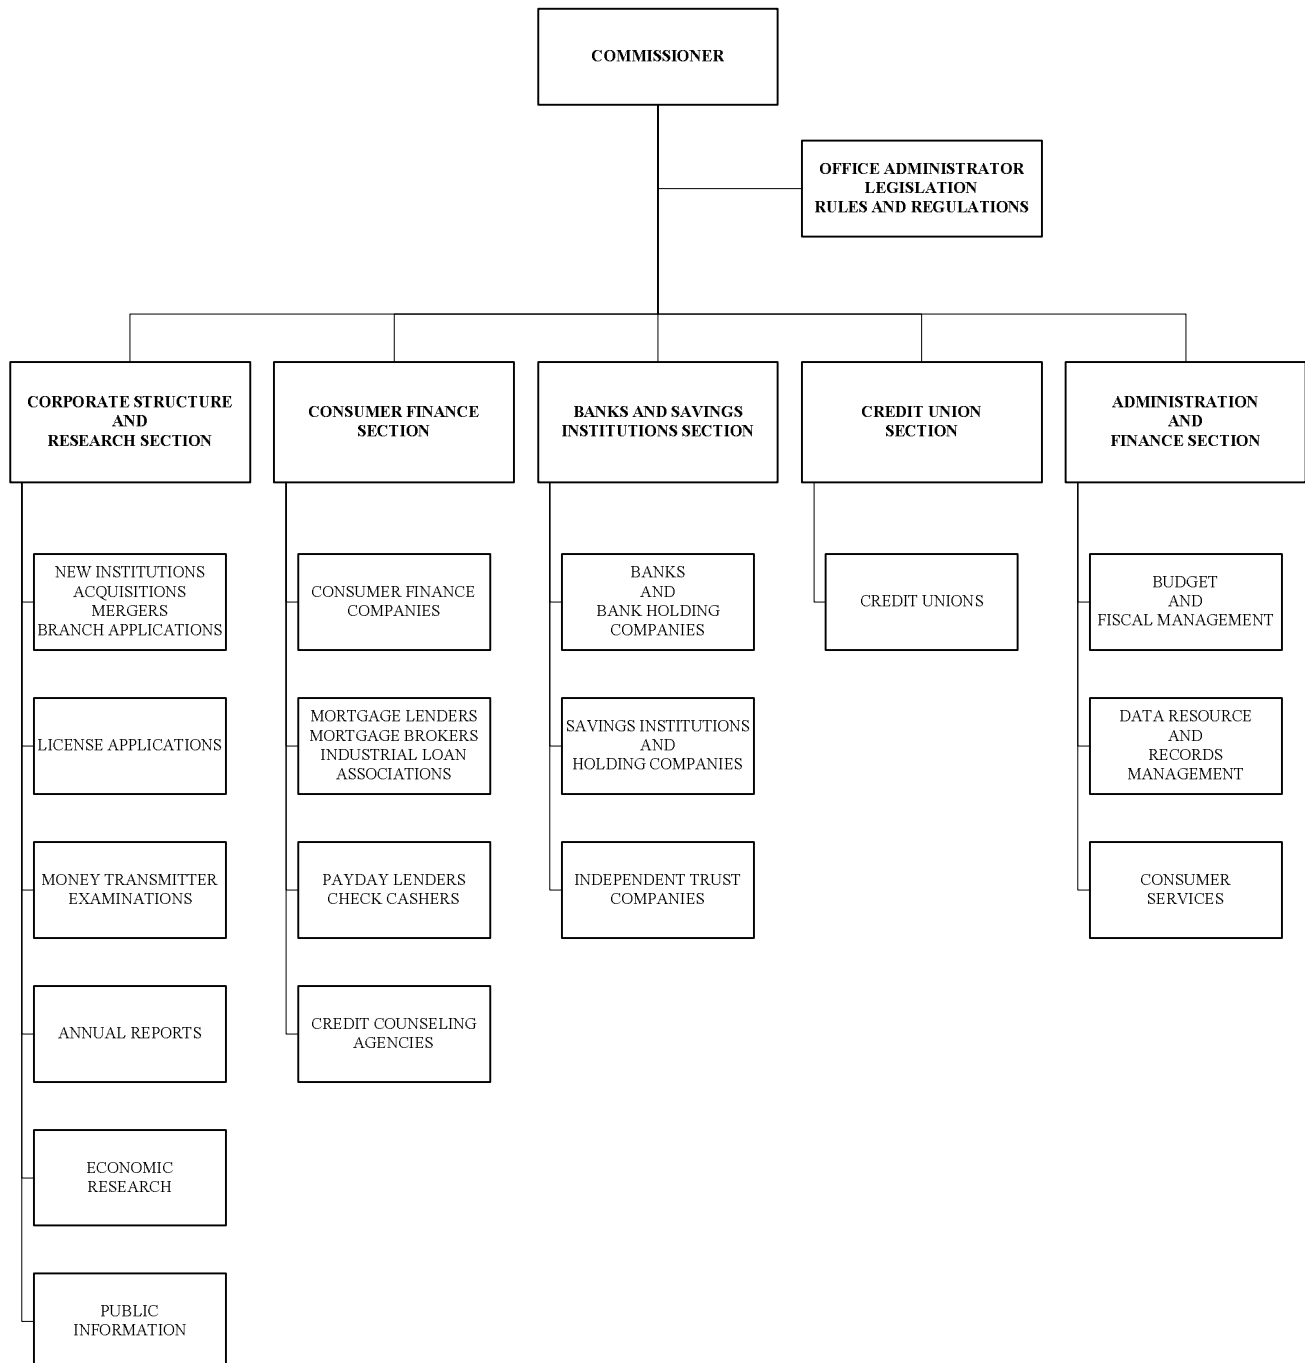 COMMISSIONER
OFFICE ADMINISTRATOR
LEGISLATION
RULES AND REGULATIONS
CORPORATE STRUCTURE
AND
RESEARCH SECTION
CONSUMER FINANCE
SECTION
BANKS AND SAVINGS
INSTITUTIONS SECTION
CREDIT UNION
SECTION
ADMINISTRATION
AND
FINANCE SECTION
NEW INSTITUTIONS
ACQUISITIONS
MERGERS
BRANCH APPLICATIONS
CONSUMER FINANCE
COMPANIES
BANKS
AND
BANK HOLDING
COMPANIES
CREDIT UNIONS
BUDGET
AND
FISCAL MANAGEMENT
LICENSE APPLICATIONS
MORTGAGE LENDERS
MORTGAGE BROKERS
INDUSTRIAL LOAN
ASSOCIATIONS
SAVINGS INSTITUTIONS
AND
HOLDING COMPANIES
DATA RESOURCE
AND
RECORDS
MANAGEMENT
MONEY TRANSMITTER
EXAMINATIONS
PAYDAY LENDERS
CHECK CASHERS
INDEPENDENT TRUST
COMPANIES
CONSUMER
SERVICES
ANNUAL REPORTS
CREDIT COUNSELING
AGENCIES
ECONOMIC
RESEARCH
PUBLIC
INFORMATION